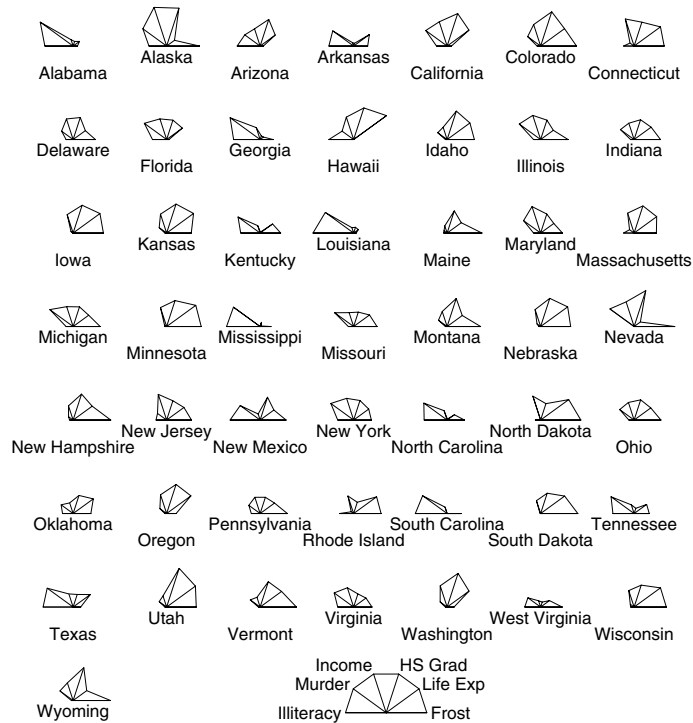 Alabama Alaska Arizona Arkansas California Colorado Connecticut
Delaware Florida Georgia Hawaii Idaho Illinois Indiana
Iowa Kansas Kentucky Louisiana Maine Maryland Massachusetts
Michigan Minnesota Mississippi Missouri Montana Nebraska Nevada
New Hampshire New Jersey New Mexico New York North Carolina North Dakota Ohio
Oklahoma Oregon Pennsylvania Rhode Island South Carolina South Dakota Tennessee
Texas Utah Vermont Virginia Washington West Virginia Wisconsin
Wyoming
Income HS Grad
Murder Life Exp
Illiteracy Frost